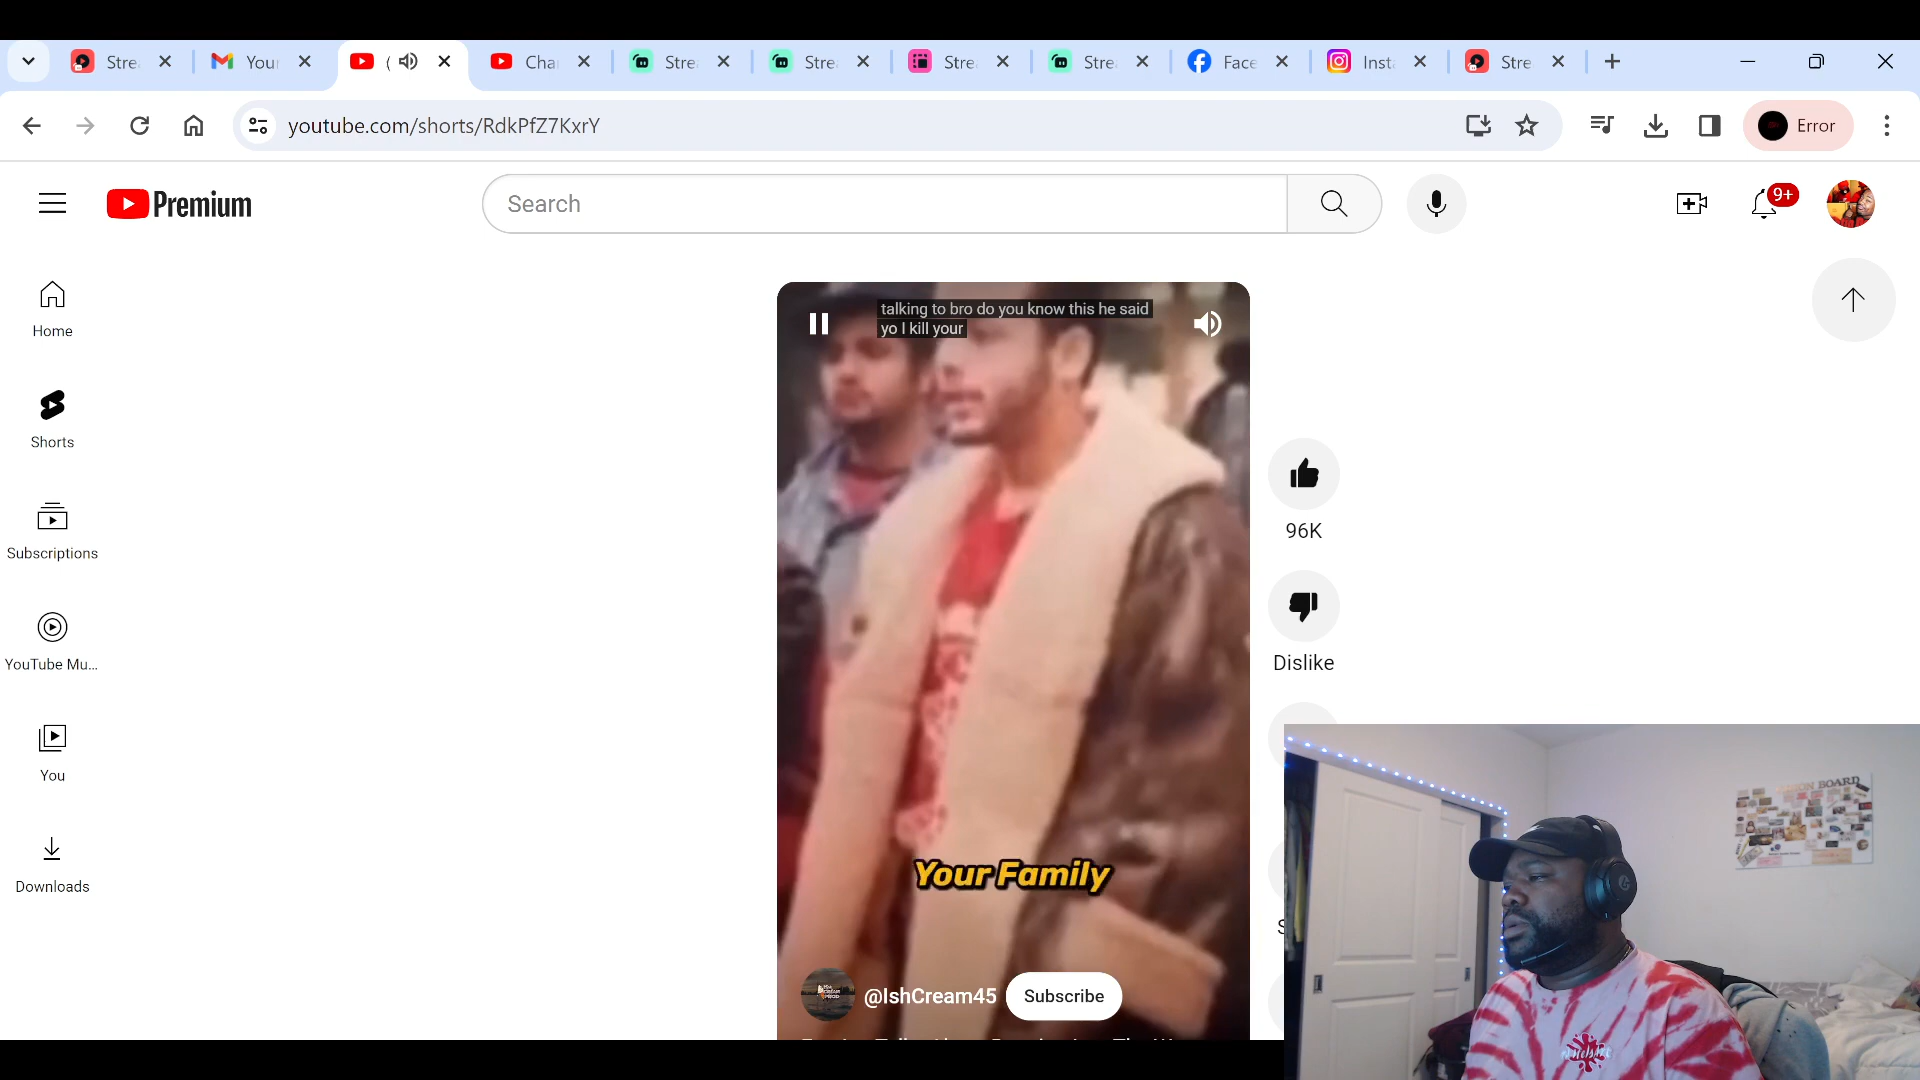 Stre
Your
(
Cha
Stre
Stre
Stre
Stre
Face
Inst
Stre
youtube.com/shorts/RdkPfZ7KxrY
Error
Premium
Search
9+
Home
Shorts
Subscriptions
YouTube Mu...
You
Downloads
talking to bro do you know this he said
yo I kill your
Your Family
@IshCream45
Subscribe
96K
Dislike
BOARD